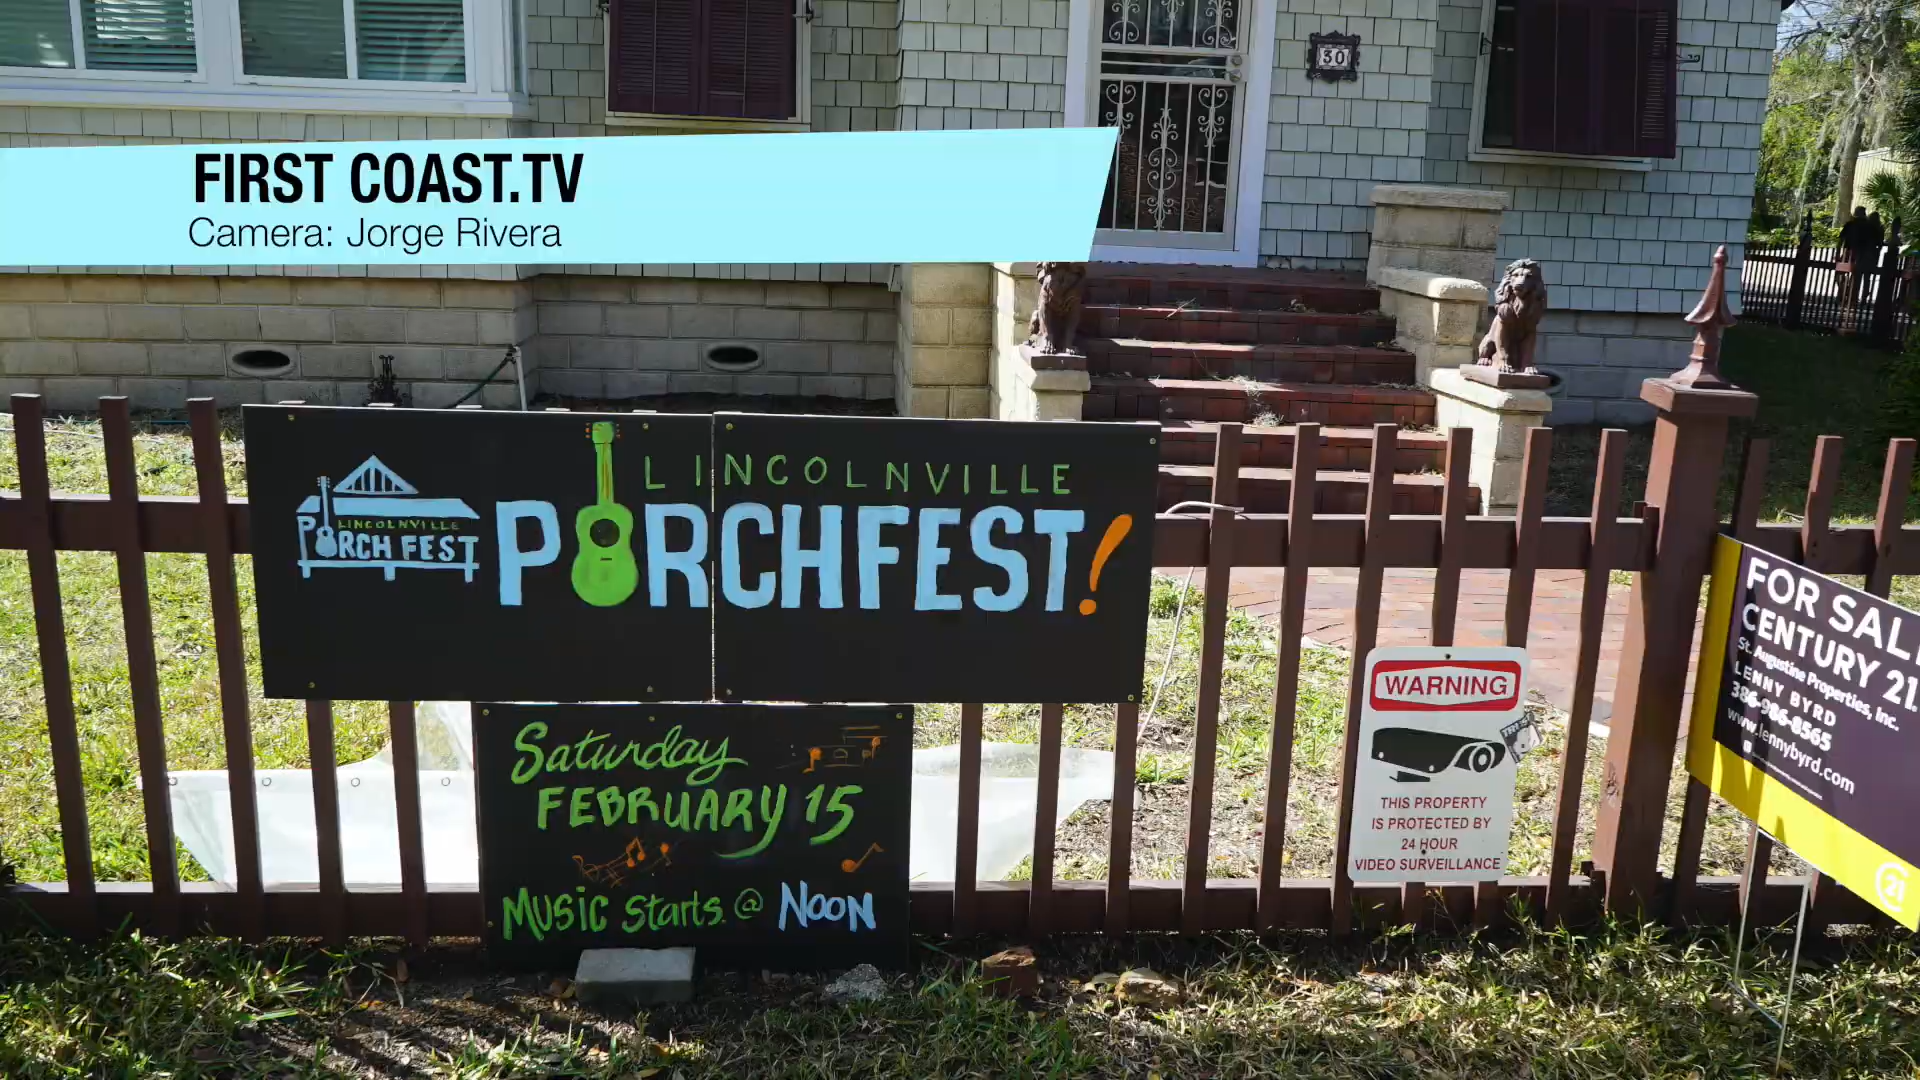 FIRST COAST.TV
Camera: Jorge Rivera
30
LINCOLNVILLE
PORCHFEST!
LINCOLNVILLE
PORCH FEST
Saturday
FEBRUARY 15
MUSIC Starts @ NOON
WARNING
THIS PROPERTY
IS PROTECTED BY
24 HOUR
VIDEO SURVEILLANCE
FOR SAL
CENTURY 21.
St. Augustine Properties, Inc.
LENNY BYRD
386-986-8565
www.lennybyrd.com
21